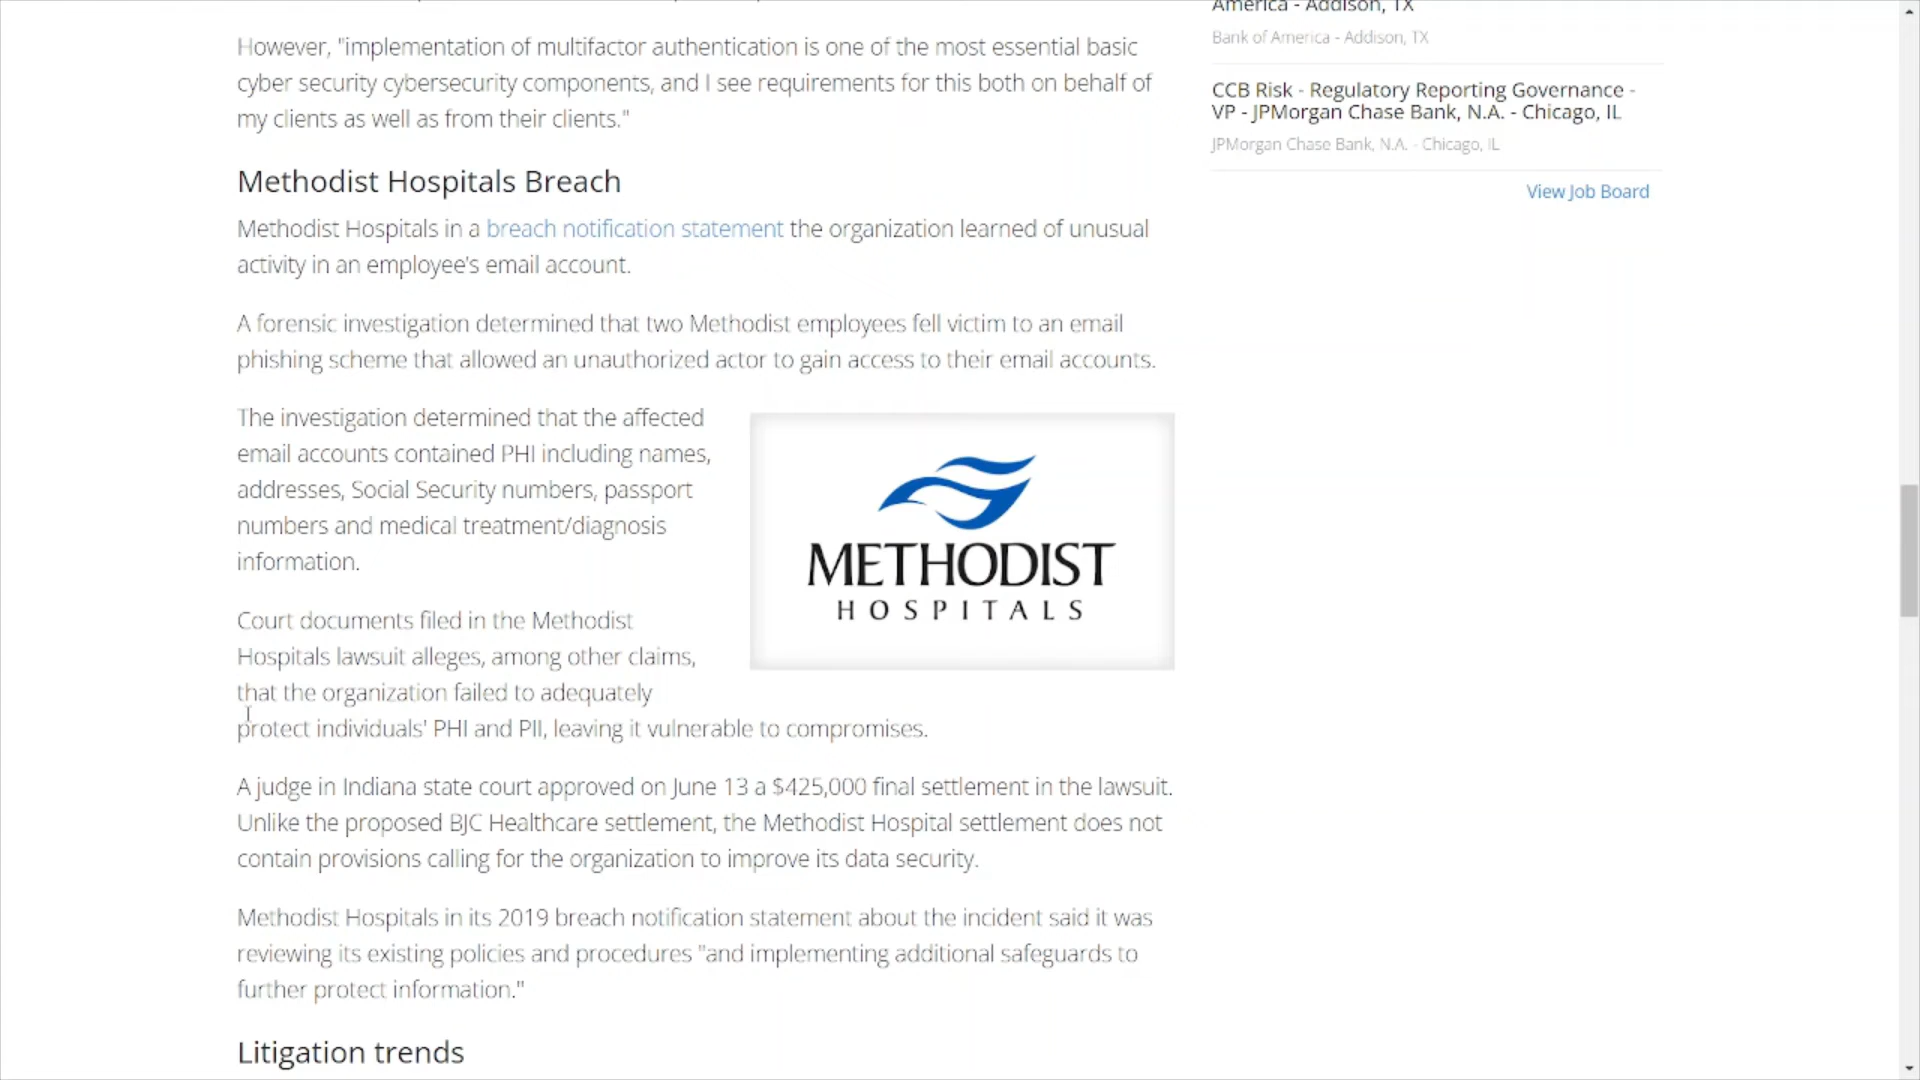 However, "implementation of multifactor authentication is one of the most essential basic
cyber security cybersecurity components, and I see requirements for this both on behalf of
my clients as well as from their clients."
Methodist Hospitals Breach
Methodist Hospitals in a breach notification statement the organization learned of unusual
activity in an employee's email account.
A forensic investigation determined that two Methodist employees fell victim to an email
phishing scheme that allowed an unauthorized actor to gain access to their email accounts.
The investigation determined that the affected
email accounts contained PHI including names,
addresses, Social Security numbers, passport
numbers and medical treatment/diagnosis
information.
METHODIST
HOSPITALS
Court documents filed in the Methodist
Hospitals lawsuit alleges, among other claims,
that the organization failed to adequately
protect individuals' PHI and PII, leaving it vulnerable to compromises.
A judge in Indiana state court approved on June 13 a $425,000 final settlement in the lawsuit.
Unlike the proposed BJC Healthcare settlement, the Methodist Hospital settlement does not
contain provisions calling for the organization to improve its data security.
Methodist Hospitals in its 2019 breach notification statement about the incident said it was
reviewing its existing policies and procedures "and implementing additional safeguards to
further protect information."
Litigation trends
America - Addison, TX
Bank of America - Addison, TX
CCB Risk - Regulatory Reporting Governance -
VP - JPMorgan Chase Bank, N.A. - Chicago, IL
JPMorgan Chase Bank, N.A. - Chicago, IL
View Job Board